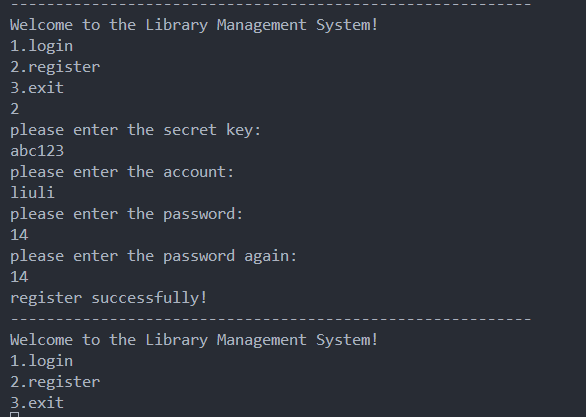 ----------------------------------------------------------
Welcome to the Library Management System!
1.login
2.register
3.exit
2
please enter the secret key:
abc123
please enter the account:
liuli
please enter the password:
14
please enter the password again:
14
register successfully!
----------------------------------------------------------
Welcome to the Library Management System!
1.login
2.register
3.exit